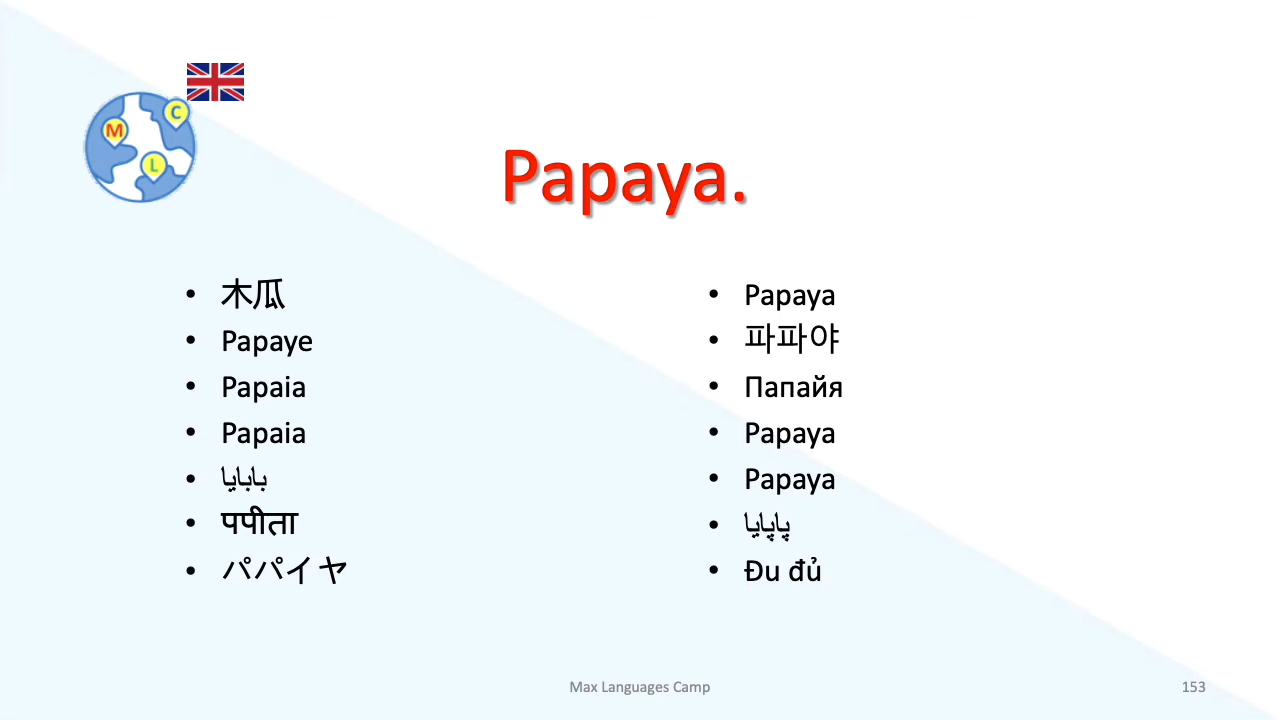 C
M
L
Papaya.
• 木瓜
• Papaye
• Papaia
• Papaia
• بابايا
• पपीता
• パパイヤ
• Papaya
• 파파야
• Папайя
• Papaya
• Papaya
• پاپایا
• Đu đủ
Max Languages Camp
153